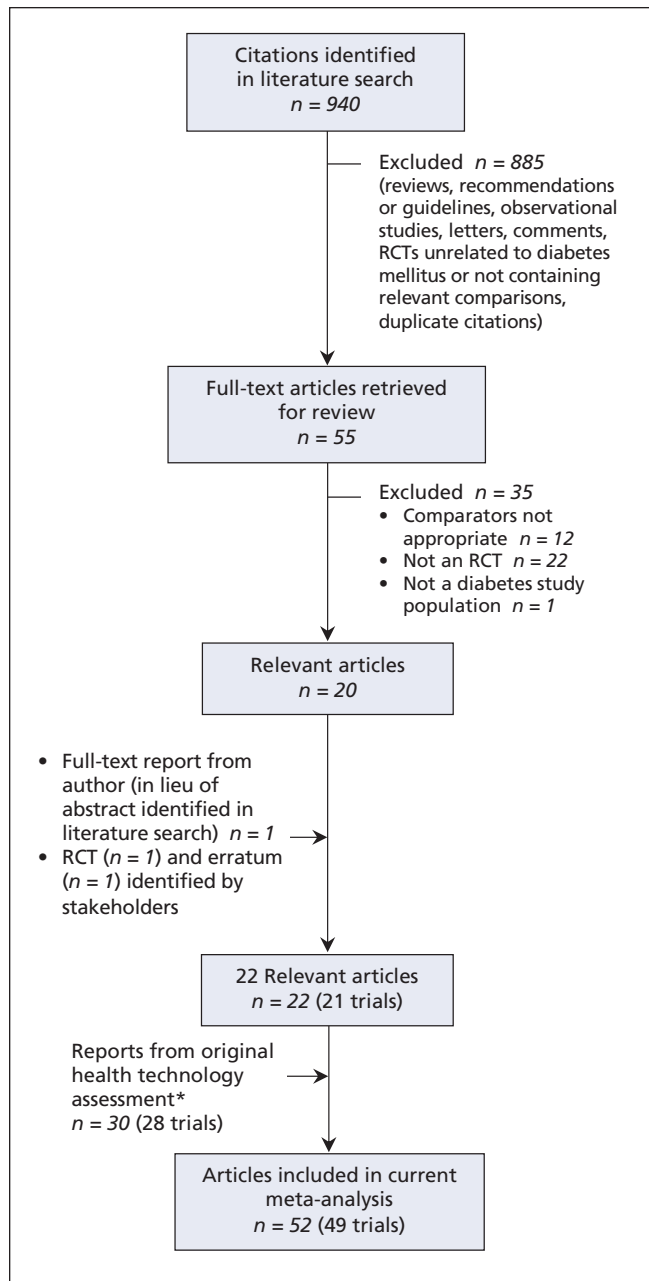 Citations identified
in literature search
n = 940
Excluded n = 885
(reviews, recommendations
or guidelines, observational
studies, letters, comments,
RCTs unrelated to diabetes
mellitus or not containing
relevant comparisons,
duplicate citations)
Full-text articles retrieved
for review
n = 55
Excluded n = 35
• Comparators not
appropriate n = 12
• Not an RCT n = 22
• Not a diabetes study
population n = 1
Relevant articles
n = 20
• Full-text report from
author (in lieu of
abstract identified in
literature search) n = 1
• RCT (n = 1) and erratum
(n = 1) identified by
stakeholders
22 Relevant articles
n = 22 (21 trials)
Reports from original
health technology
assessment*
n = 30 (28 trials)
Articles included in current
meta-analysis
n = 52 (49 trials)